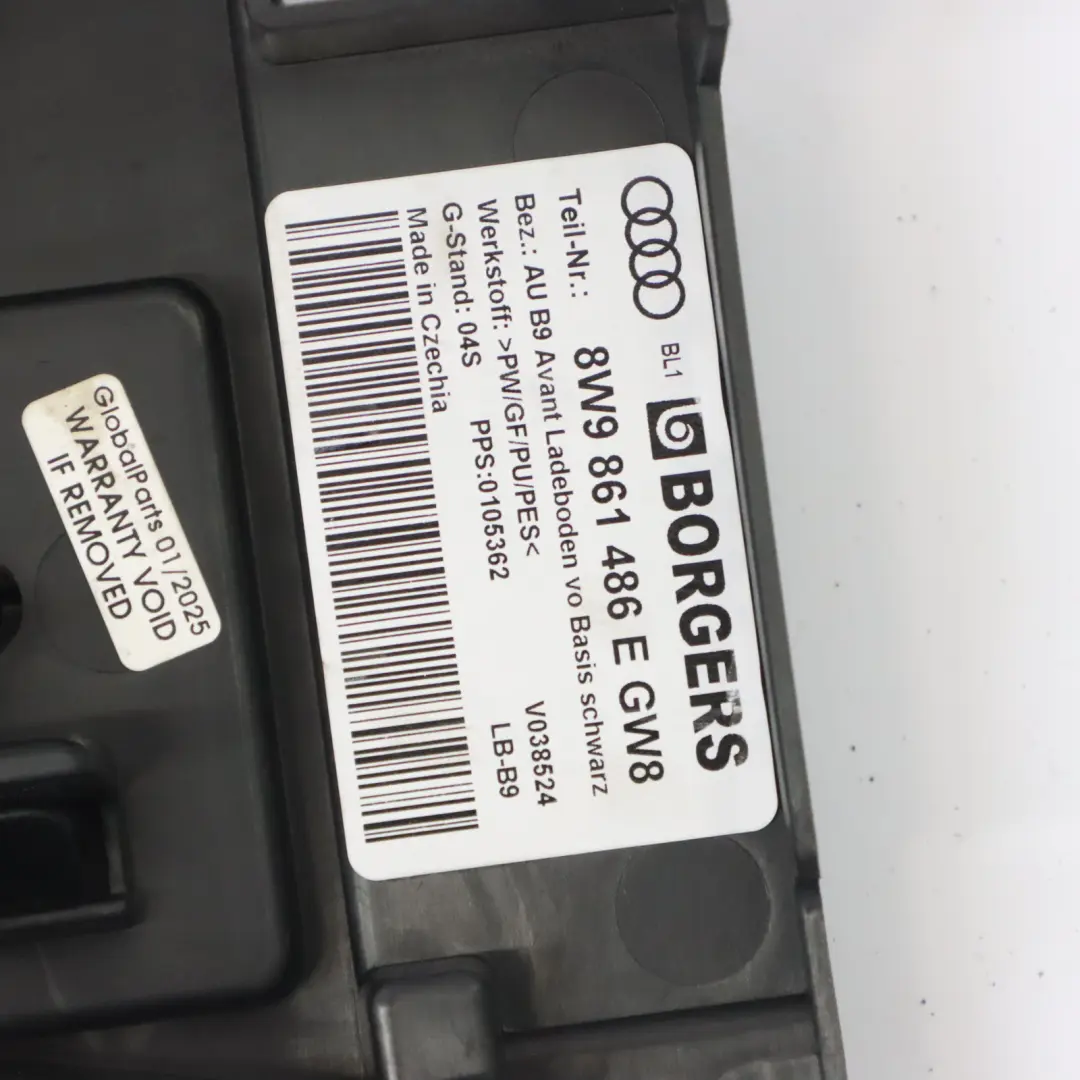 BL1 BORGERS
Teil-Nr.: 8W9 861 486 E GW8
Bez.: AU B9 Avant Ladeboden vo Basis schwarz
Werkstoff: >PW/GF/PU/PES< V038524
G-Stand: 04S PPS:0105362 LB-B9
Made in Czechia
GlobalParts 01/2025
WARRANTY VOID
IF REMOVED